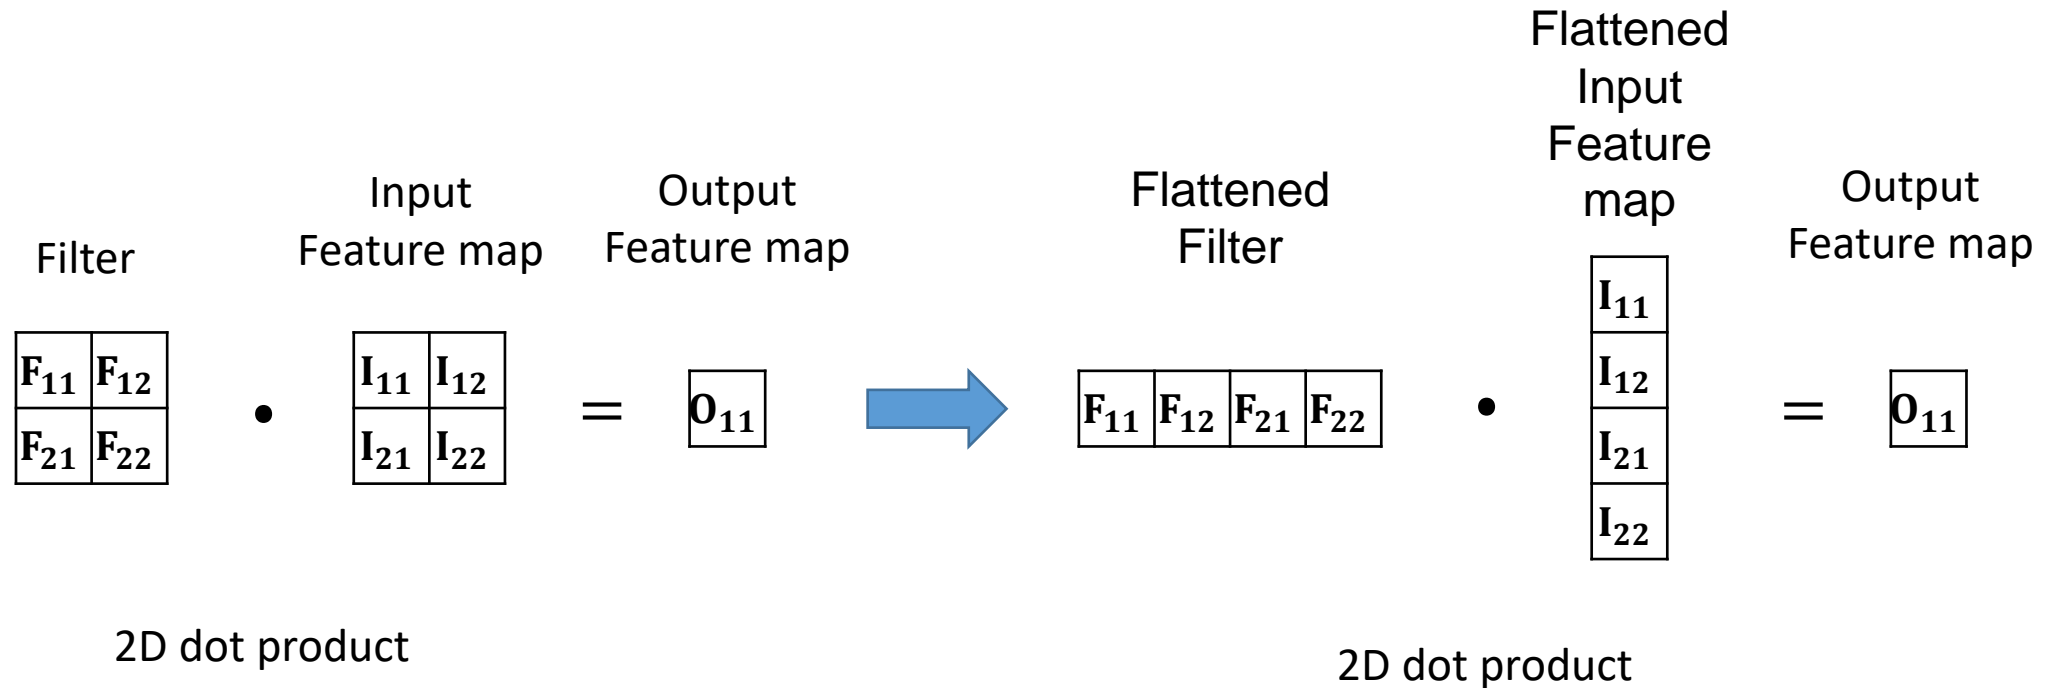 Filter
Input
Feature map
Output
Feature map
F₁₁ F₁₂
F₂₁ F₂₂
•
I₁₁ I₁₂
I₂₁ I₂₂
=
O₁₁
2D dot product
Flattened
Filter
Flattened
Input
Feature
map
Output
Feature map
F₁₁ F₁₂ F₂₁ F₂₂
•
I₁₁
I₁₂
I₂₁
I₂₂
=
O₁₁
2D dot product